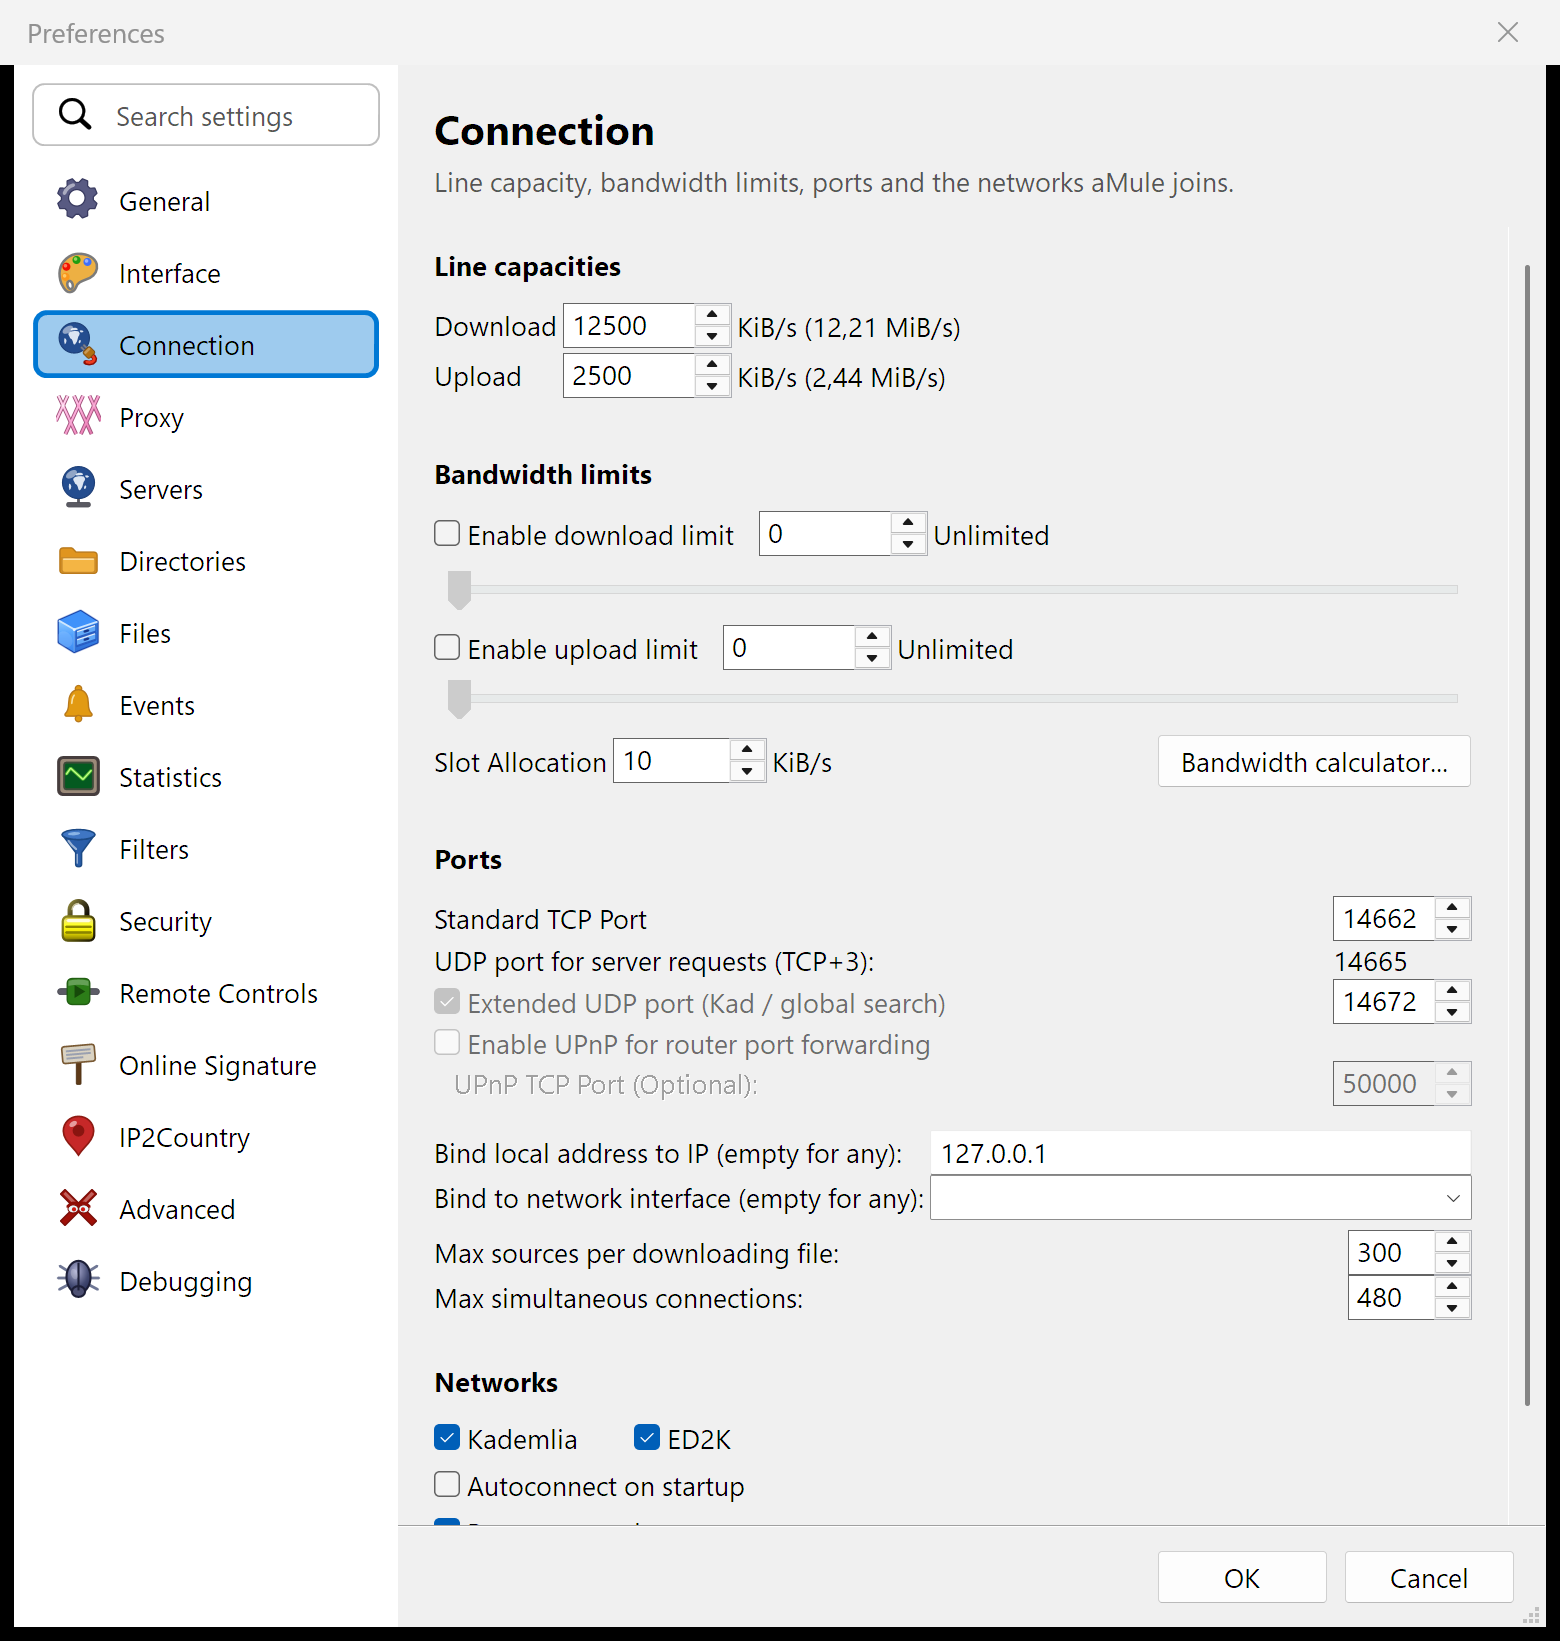 Preferences
Search settings
General
Interface
Connection
Proxy
Servers
Directories
Files
Events
Statistics
Filters
Security
Remote Controls
Online Signature
IP2Country
Advanced
Debugging
Connection
Line capacity, bandwidth limits, ports and the networks aMule joins.
Line capacities
Download 12500 KiB/s (12,21 MiB/s)
Upload 2500 KiB/s (2,44 MiB/s)
Bandwidth limits
Enable download limit 0 Unlimited
Enable upload limit 0 Unlimited
Slot Allocation 10 KiB/s Bandwidth calculator...
Ports
Standard TCP Port 14662
UDP port for server requests (TCP+3): 14665
Extended UDP port (Kad / global search) 14672
Enable UPnP for router port forwarding
UPnP TCP Port (Optional): 50000
Bind local address to IP (empty for any): 127.0.0.1
Bind to network interface (empty for any):
Max sources per downloading file: 300
Max simultaneous connections: 480
Networks
Kademlia ED2K
Autoconnect on startup
OK Cancel